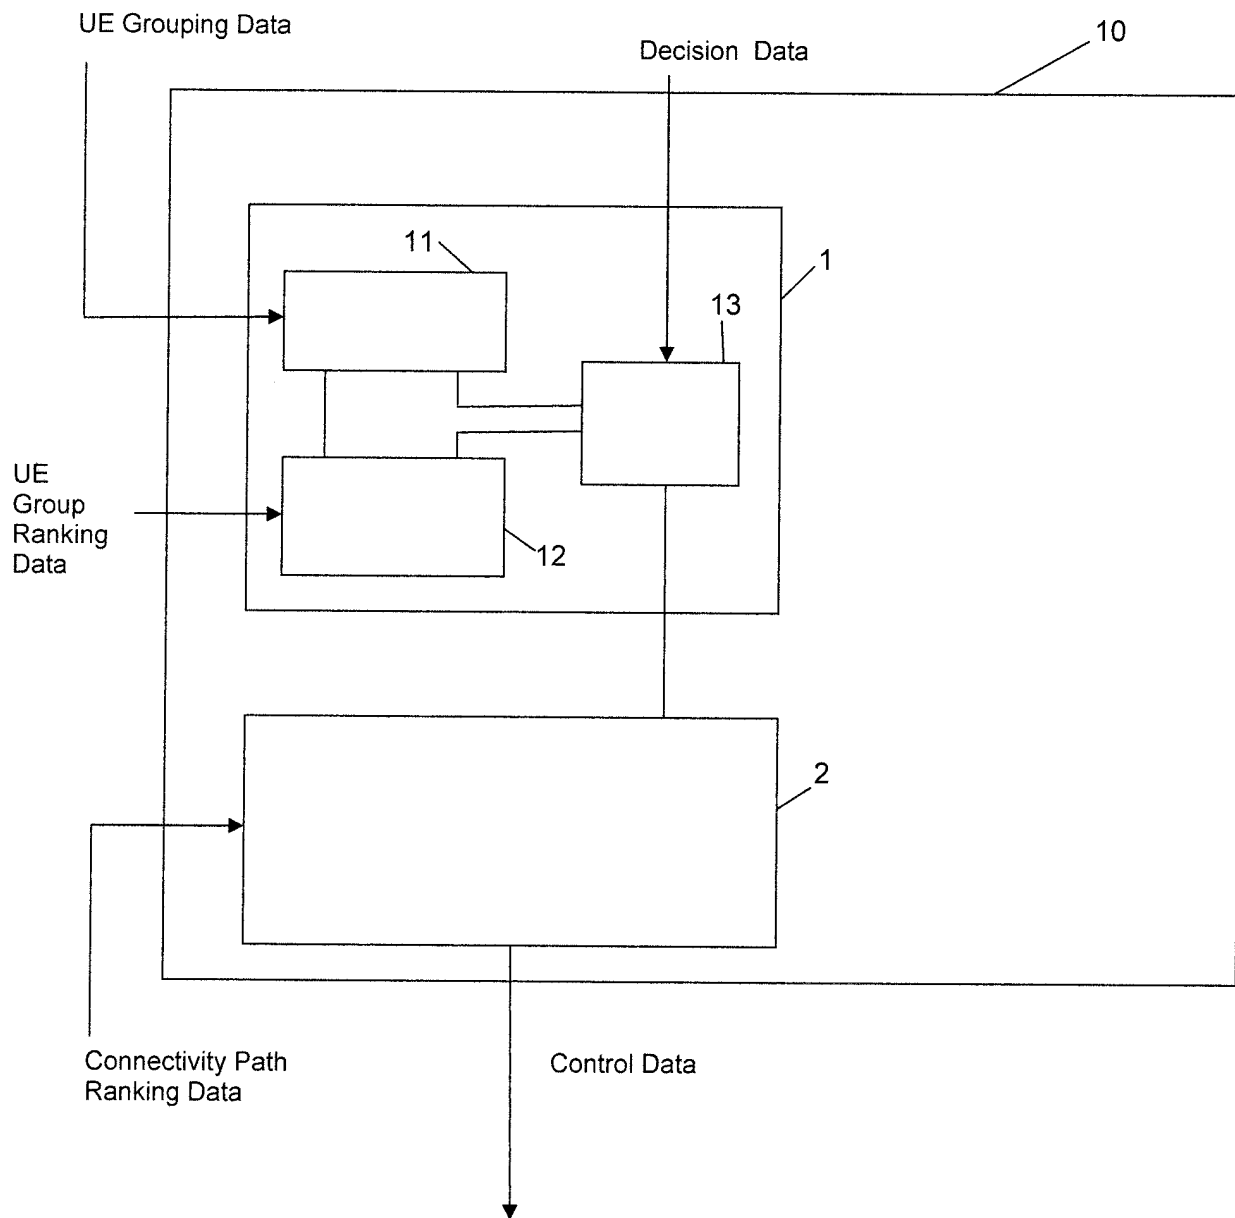 UE Grouping Data
Decision Data
10
11
1
13
UE
Group
Ranking
Data
12
2
Connectivity Path
Ranking Data
Control Data